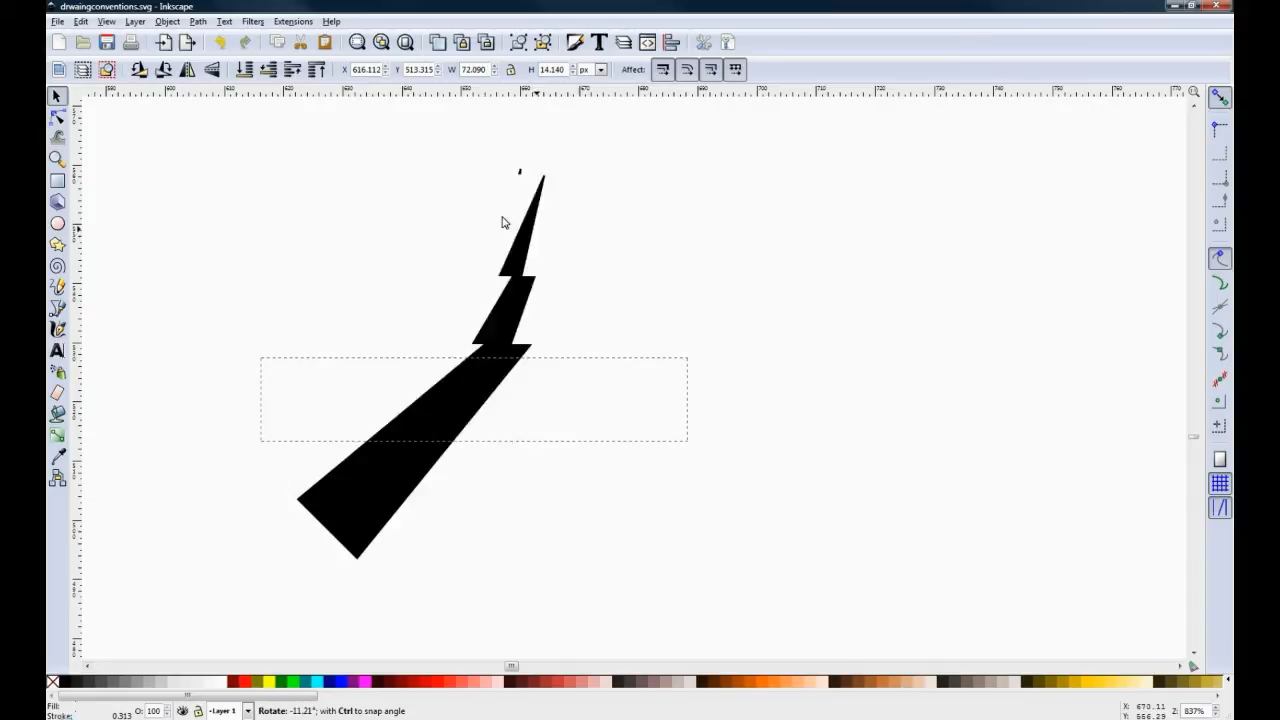 drwaingconventions.svg - Inkscape
File Edit View Layer Object Path Text Filters Extensions Help
X 616.112 Y 513.315 W 72.090 H 14.140 px Affect:
Fill:
Stroke: 0.313 O: 100 Layer 1 Rotate: -11.21°; with Ctrl to snap angle X: 670.11 Y: 556.29 Z: 837%